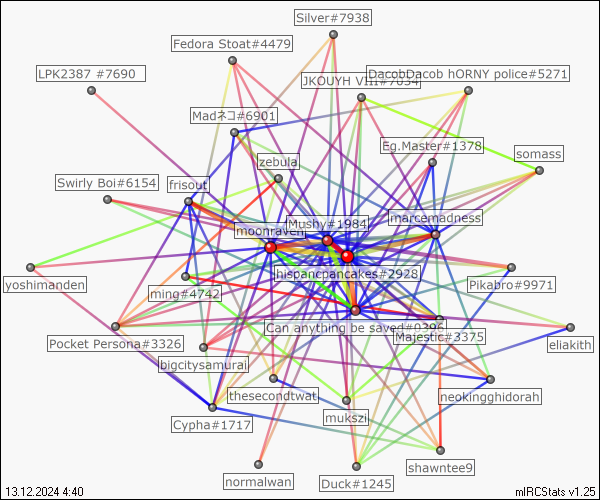 Silver#7938
Fedora Stoat#4479
LPK2387 #7690
JKOUYH VIII#7034
DacobDacob hORNY police#5271
Madネコ#6901
Eg.Master#1378
somass
zebula
Swirly Boi#6154
frisout
Mushy#1984
marcemadness
moonraven
hispancpancakes#2928
yoshimanden
ming#4742
Pikabro#9971
Can anything be saved#0396
Pocket Persona#3326
Majestic#3375
eliakith
bigcitysamurai
thesecondtwat
neokingghidorah
mukszi
Cypha#1717
shawntee9
normalwan
Duck#1245
13.12.2024 4:40
mIRCStats v1.25